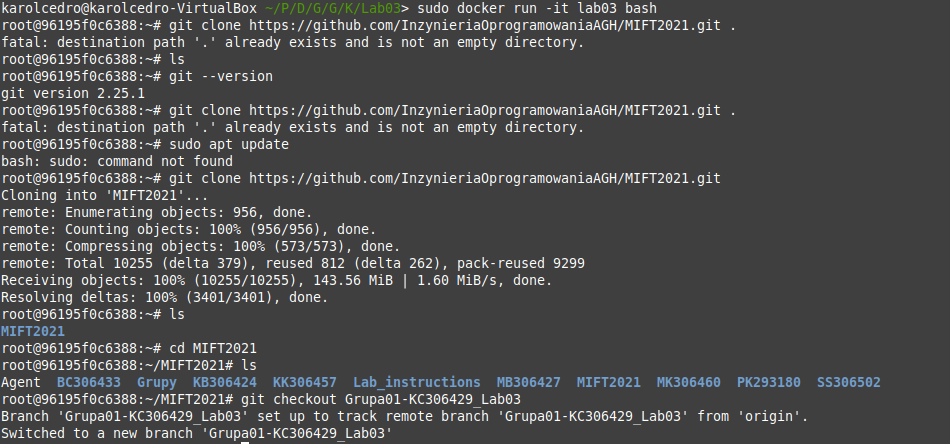 karolcedro@karolcedro-VirtualBox ~/P/D/G/G/K/Lab03> sudo docker run -it lab03 bash
root@96195f0c6388:~# git clone https://github.com/InzynieriaOprogramowaniaAGH/MIFT2021.git .
fatal: destination path '.' already exists and is not an empty directory.
root@96195f0c6388:~# ls
root@96195f0c6388:~# git --version
git version 2.25.1
root@96195f0c6388:~# git clone https://github.com/InzynieriaOprogramowaniaAGH/MIFT2021.git .
fatal: destination path '.' already exists and is not an empty directory.
root@96195f0c6388:~# sudo apt update
bash: sudo: command not found
root@96195f0c6388:~# git clone https://github.com/InzynieriaOprogramowaniaAGH/MIFT2021.git
Cloning into 'MIFT2021'...
remote: Enumerating objects: 956, done.
remote: Counting objects: 100% (956/956), done.
remote: Compressing objects: 100% (573/573), done.
remote: Total 10255 (delta 379), reused 812 (delta 262), pack-reused 9299
Receiving objects: 100% (10255/10255), 143.56 MiB | 1.60 MiB/s, done.
Resolving deltas: 100% (3401/3401), done.
root@96195f0c6388:~# ls
MIFT2021
root@96195f0c6388:~# cd MIFT2021
root@96195f0c6388:~/MIFT2021# ls
Agent  BC306433  Grupy  KB306424  KK306457  Lab_instructions  MB306427  MIFT2021  MK306460  PK293180  SS306502
root@96195f0c6388:~/MIFT2021# git checkout Grupa01-KC306429_Lab03
Branch 'Grupa01-KC306429_Lab03' set up to track remote branch 'Grupa01-KC306429_Lab03' from 'origin'.
Switched to a new branch 'Grupa01-KC306429_Lab03'